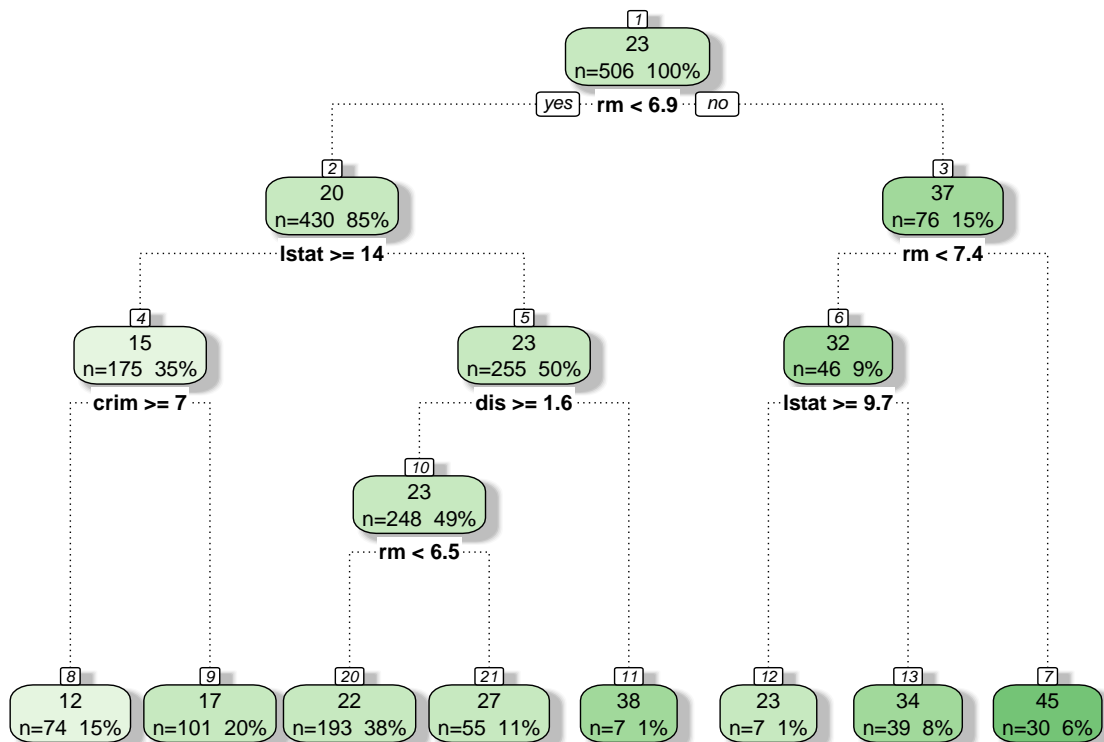 1
23
n=506 100%
yes rm < 6.9 no
2
20
n=430 85%
lstat >= 14
3
37
n=76 15%
rm < 7.4
4
15
n=175 35%
crim >= 7
5
23
n=255 50%
dis >= 1.6
6
32
n=46 9%
lstat >= 9.7
10
23
n=248 49%
rm < 6.5
8
12
n=74 15%
9
17
n=101 20%
20
22
n=193 38%
21
27
n=55 11%
11
38
n=7 1%
12
23
n=7 1%
13
34
n=39 8%
7
45
n=30 6%